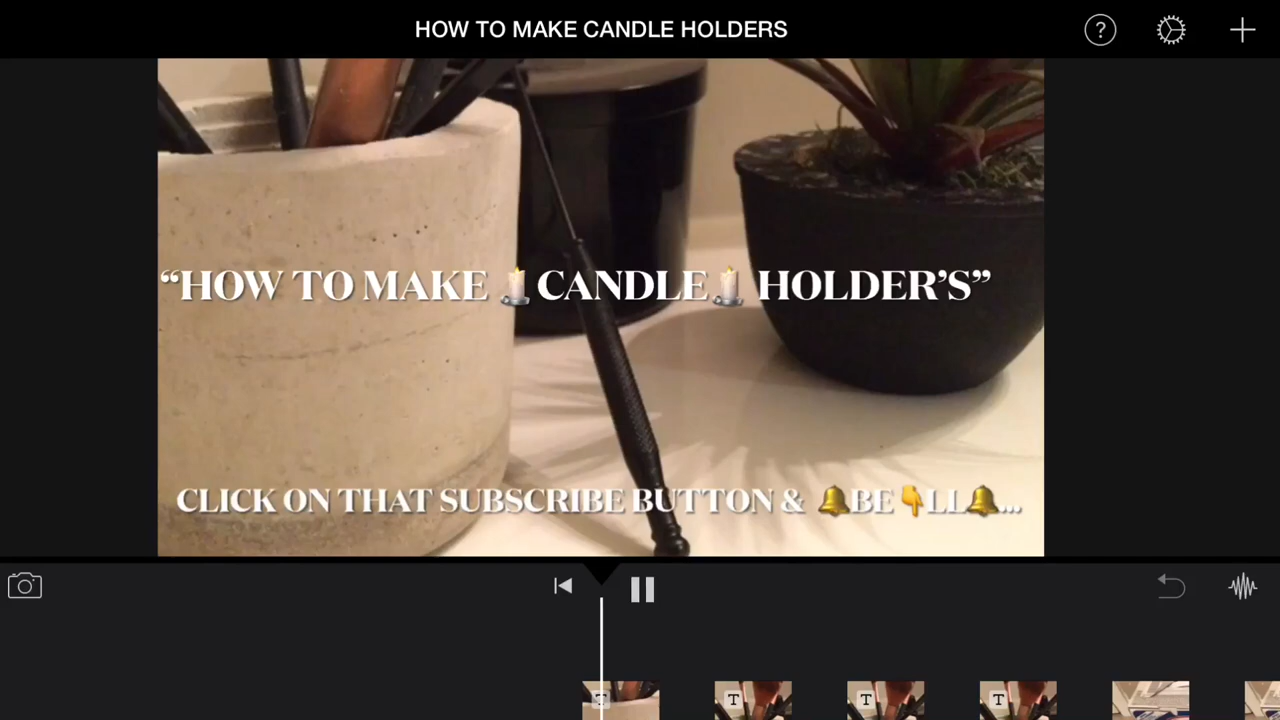 HOW TO MAKE CANDLE HOLDERS
?
“HOW TO MAKE 🕯️CANDLE🕯️ HOLDER’S”
CLICK ON THAT SUBSCRIBE BUTTON & 🔔BE👇LL🔔...
T T T T